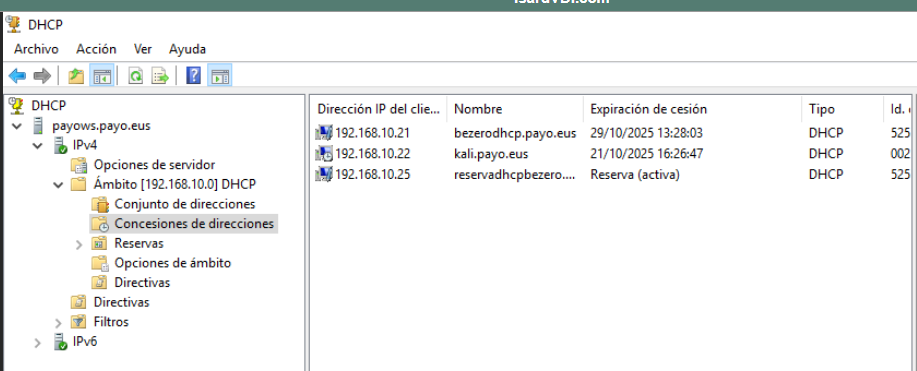 IsardVDI.com
DHCP
Archivo Acción Ver Ayuda
DHCP
payows.payo.eus
IPv4
Opciones de servidor
Ámbito [192.168.10.0] DHCP
Conjunto de direcciones
Concesiones de direcciones
Reservas
Opciones de ámbito
Directivas
Directivas
Filtros
IPv6
Dirección IP del clie... Nombre Expiración de cesión Tipo Id.
192.168.10.21 bezerodhcp.payo.eus 29/10/2025 13:28:03 DHCP 525
192.168.10.22 kali.payo.eus 21/10/2025 16:26:47 DHCP 002
192.168.10.25 reservadhcpbezero.... Reserva (activa) DHCP 525